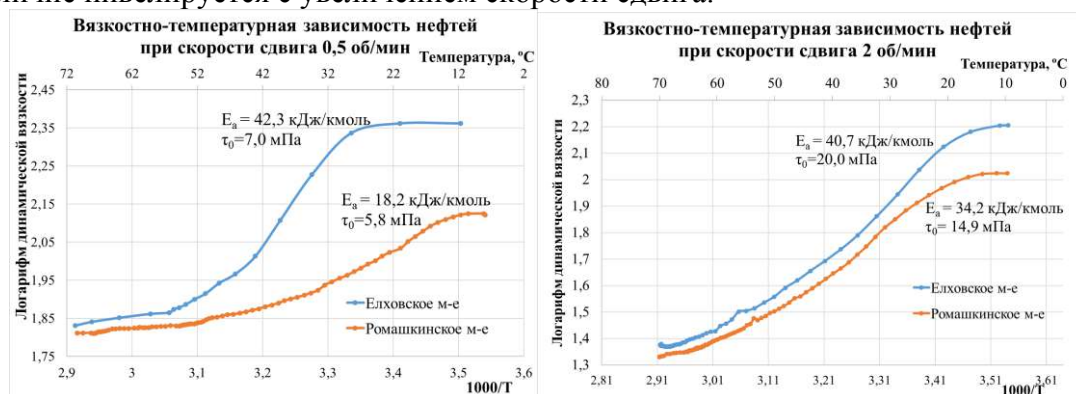 нивелируется с увеличением скорости сдвига.
Вязкостно-температурная зависимость нефтей
при скорости сдвига 0,5 об/мин
Температура, °С
72 62 52 42 32 22 12 2
Логарифм динамической вязкости
2,45
2,35
2,25
2,15
2,05
1,95
1,85
1,75
Eа = 42,3 кДж/кмоль
τ0=7,0 мПа
Eа = 18,2 кДж/кмоль
τ0=5,8 мПа
Елховское м-е
Ромашкинское м-е
2,9 3 3,1 3,2 3,3 3,4 3,5 3,6
1000/Т
Вязкостно-температурная зависимость нефтей
при скорости сдвига 2 об/мин
Температура, °С
80 70 60 50 40 30 20 10 0
Логарифм динамической вязкости
2,3
2,2
2,1
2
1,9
1,8
1,7
1,6
1,5
1,4
1,3
Eа = 40,7 кДж/кмоль
τ0=20,0 мПа
Eа = 34,2 кДж/кмоль
τ0= 14,9 мПа
Елховское м-е
Ромашкинское м-е
2,81 2,91 3,01 3,11 3,21 3,31 3,41 3,51 3,61
1000/Т